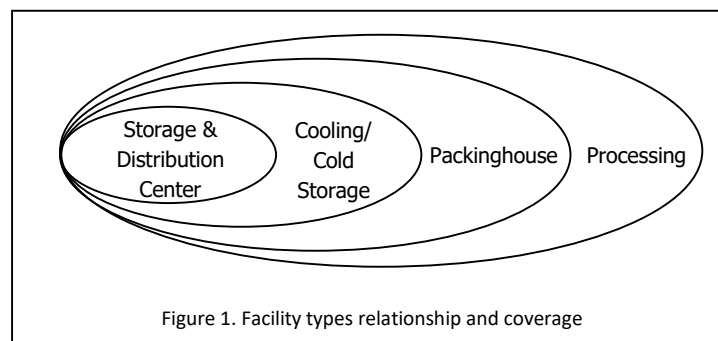 Storage &
Distribution
Center
Cooling/
Cold
Storage
Packinghouse
Processing
Figure 1. Facility types relationship and coverage